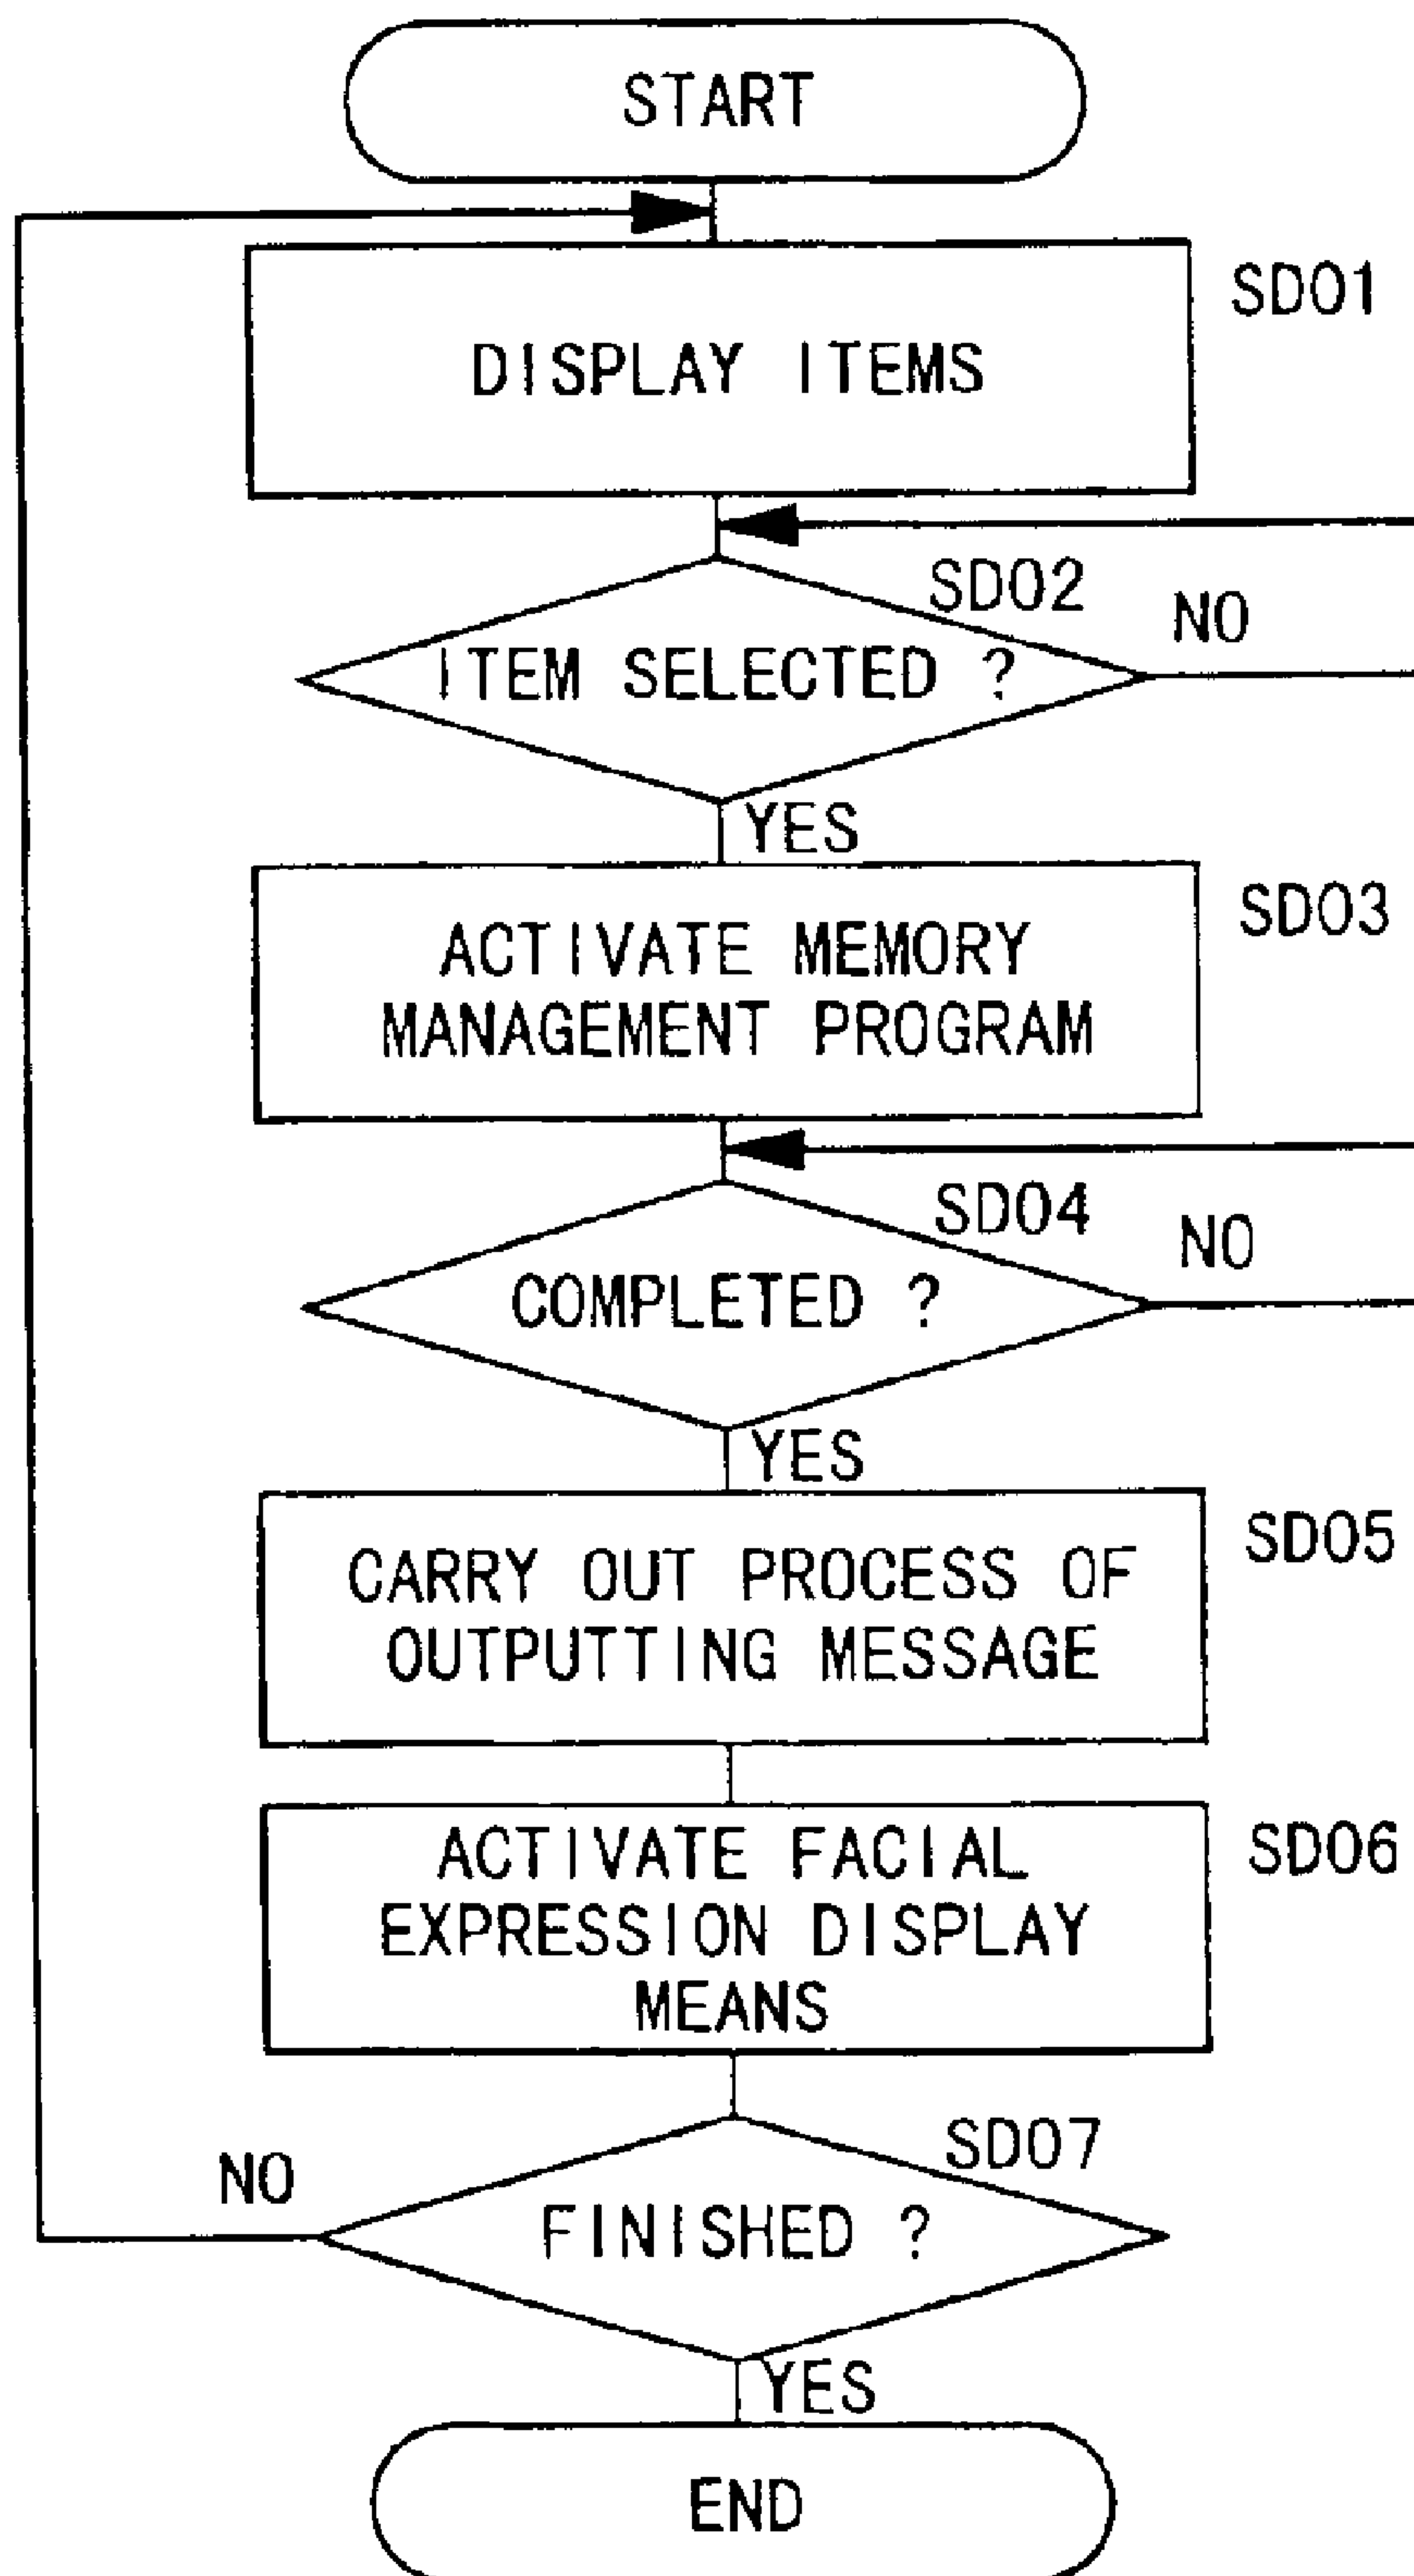 START
SD01
DISPLAY ITEMS
SD02
NO
ITEM SELECTED ?
YES
SD03
ACTIVATE MEMORY
MANAGEMENT PROGRAM
SD04
NO
COMPLETED ?
YES
SD05
CARRY OUT PROCESS OF
OUTPUTTING MESSAGE
SD06
ACTIVATE FACIAL
EXPRESSION DISPLAY
MEANS
SD07
NO
FINISHED ?
YES
END